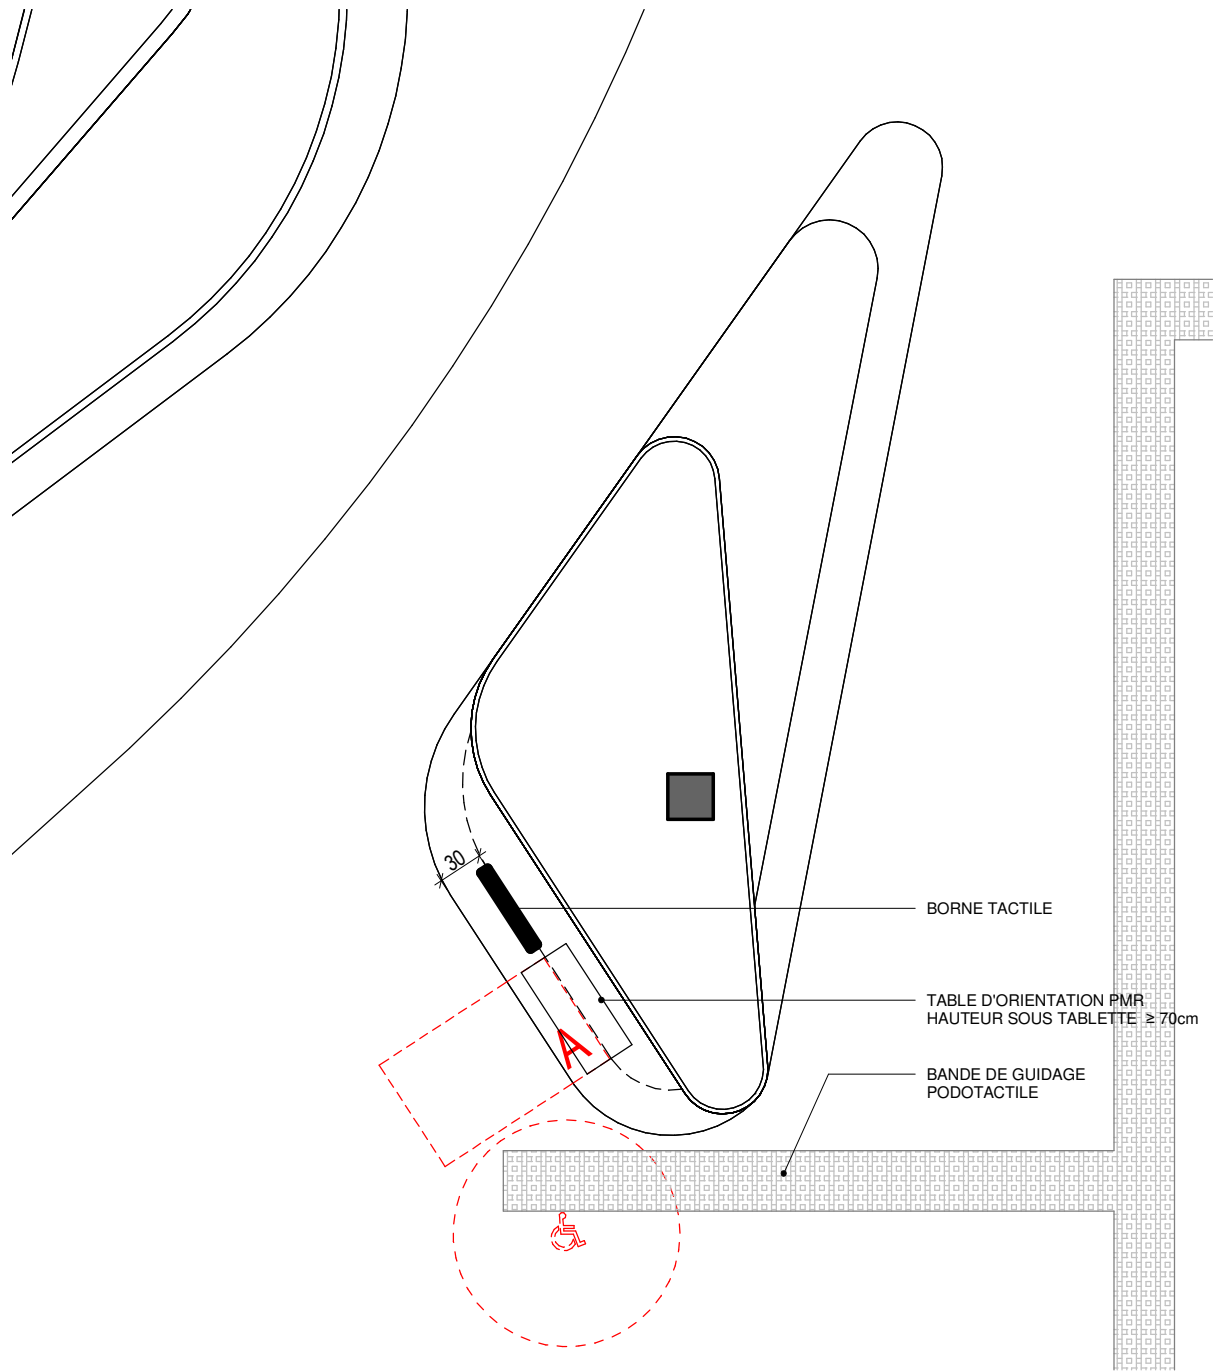 30
BORNE TACTILE
TABLE D'ORIENTATION PMR
HAUTEUR SOUS TABLETTE ≥ 70cm
A
BANDE DE GUIDAGE
PODOTACTILE